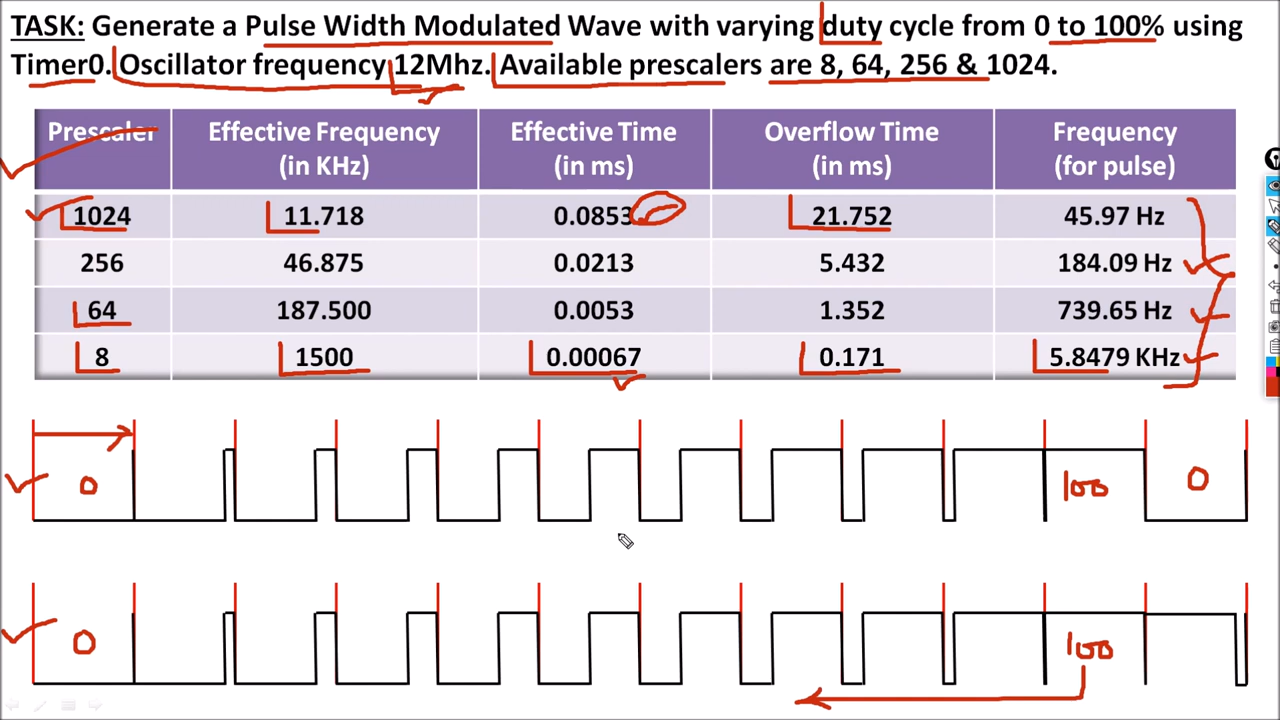 TASK: Generate a Pulse Width Modulated Wave with varying duty cycle from 0 to 100% using
Timer0. Oscillator frequency 12Mhz. Available prescalers are 8, 64, 256 & 1024.
Prescaler Effective Frequency (in KHz) Effective Time (in ms) Overflow Time (in ms) Frequency (for pulse)
1024 11.718 0.0853 21.752 45.97 Hz
256 46.875 0.0213 5.432 184.09 Hz
64 187.500 0.0053 1.352 739.65 Hz
8 1500 0.00067 0.171 5.8479 KHz
0 100 0
0 100